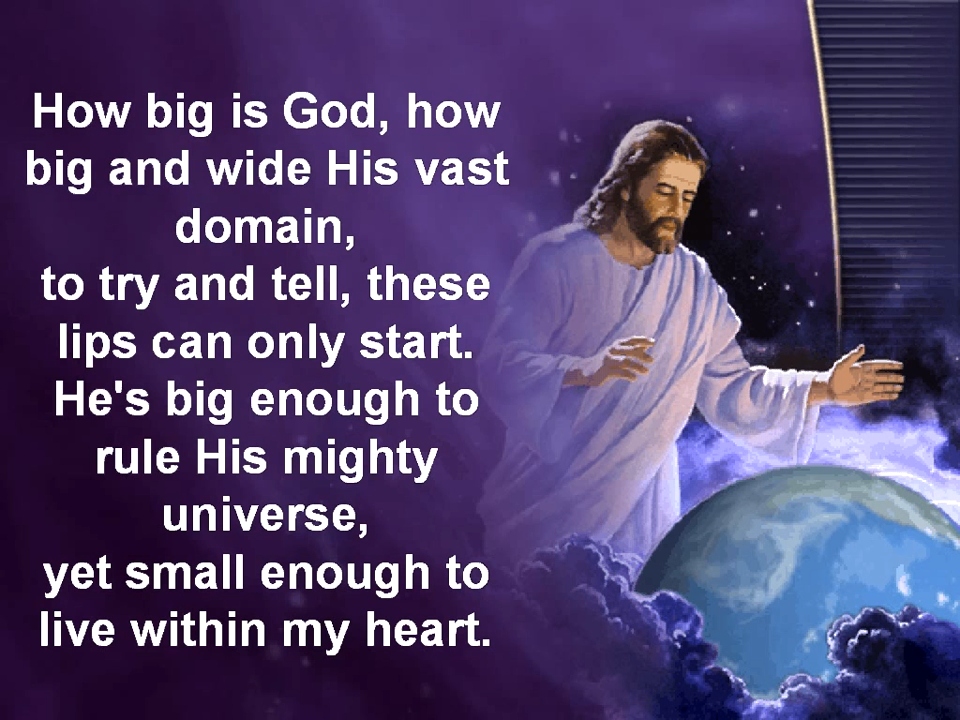 How big is God, how
big and wide His vast
domain,
to try and tell, these
lips can only start.
He's big enough to
rule His mighty
universe,
yet small enough to
live within my heart.